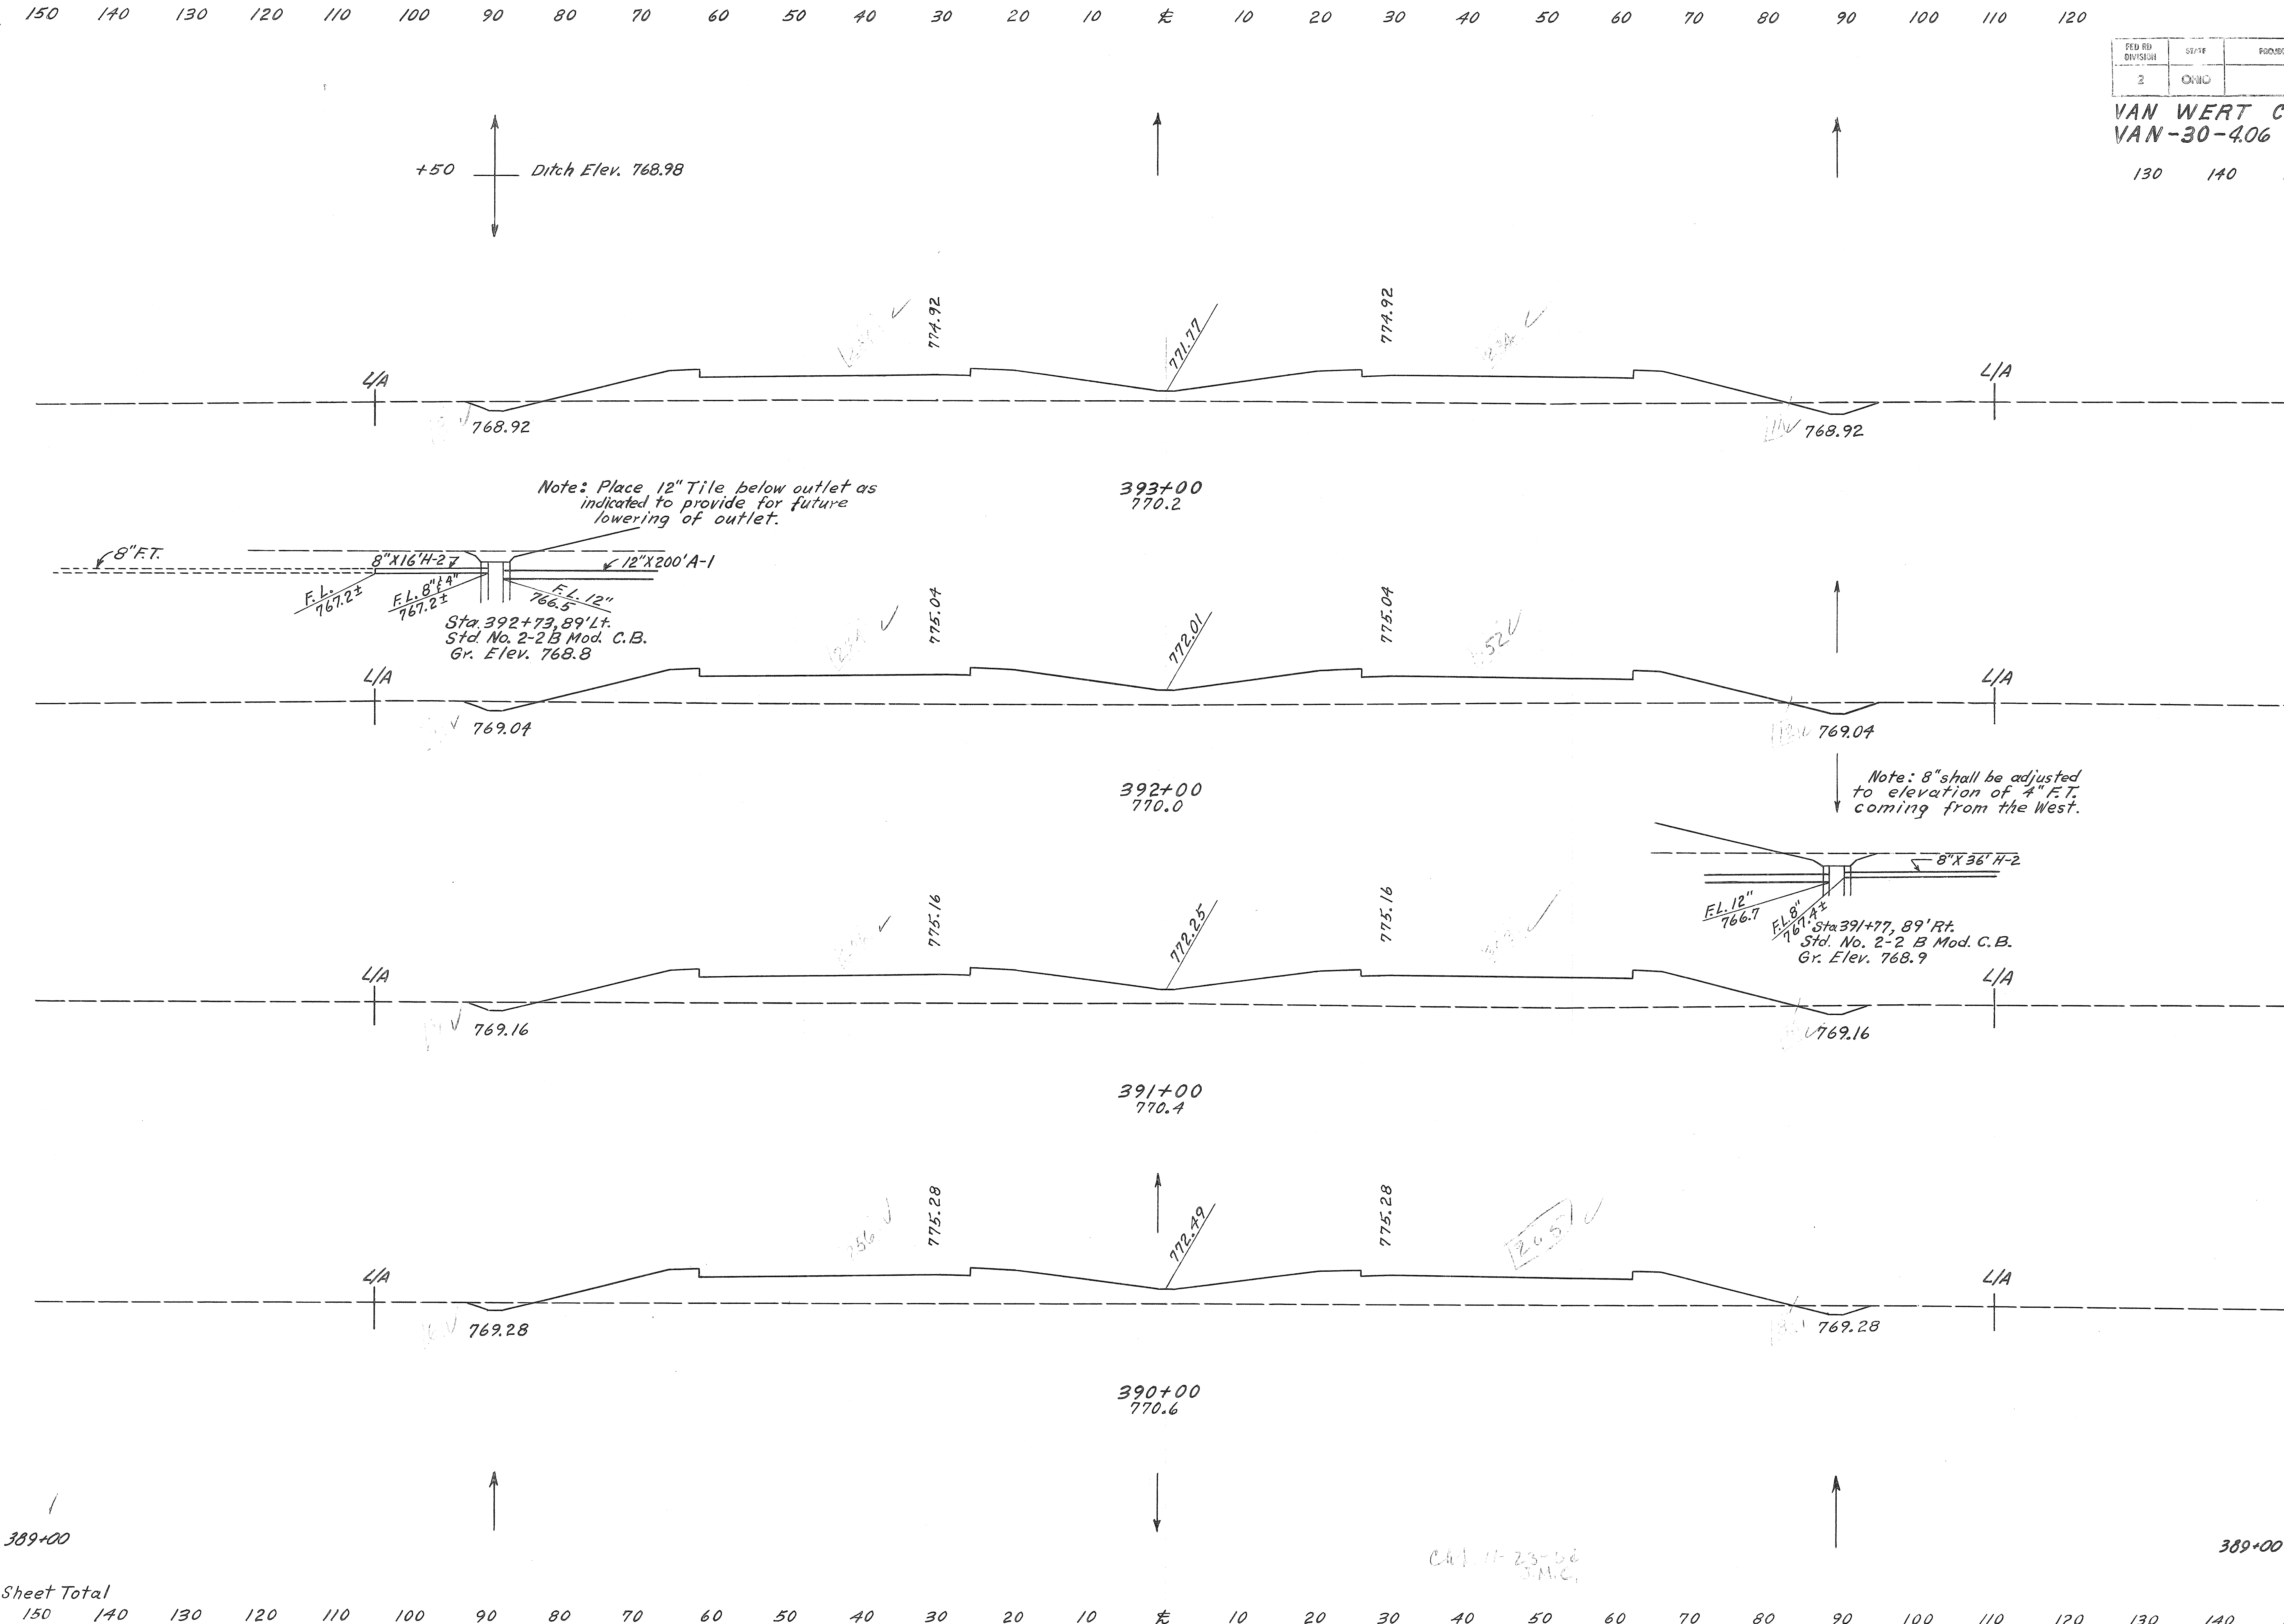 150 140 130 120 110 100 90 80 70 60 50 40 30 20 10 ℄ 10 20 30 40 50 60 70 80 90 100 110 120
FED RD DIVISION STATE
2 OHIO
VAN WERT C
VAN-30-4.06
130 140
+50 Ditch Elev. 768.98
774.92 771.77 774.92
L/A L/A
768.92 768.92
393+00
770.2
Note: Place 12" Tile below outlet as
indicated to provide for future
lowering of outlet.
8" F.T. 8"X16' H-2 12"X200' A-1
F.L. 767.2± F.L. 8" & 4" 767.2± F.L. 12" 766.5
Sta. 392+73, 89' Lt.
Std. No. 2-2 B Mod. C.B.
Gr. Elev. 768.8
775.04 772.01 775.04
52
L/A L/A
769.04 769.04
392+00
770.0
Note: 8" shall be adjusted
to elevation of 4" F.T.
coming from the West.
8"X36' H-2
F.L. 12" 766.7 F.L. 8" 767.4±
Sta 391+77, 89' Rt.
Std. No. 2-2 B Mod. C.B.
Gr. Elev. 768.9
775.16 772.25 775.16
L/A L/A
769.16 769.16
391+00
770.4
775.28 772.49 775.28
L/A L/A
769.28 769.28
390+00
770.6
389+00 389+00
J.M.C.
Sheet Total
150 140 130 120 110 100 90 80 70 60 50 40 30 20 10 ℄ 10 20 30 40 50 60 70 80 90 100 110 120 130 140